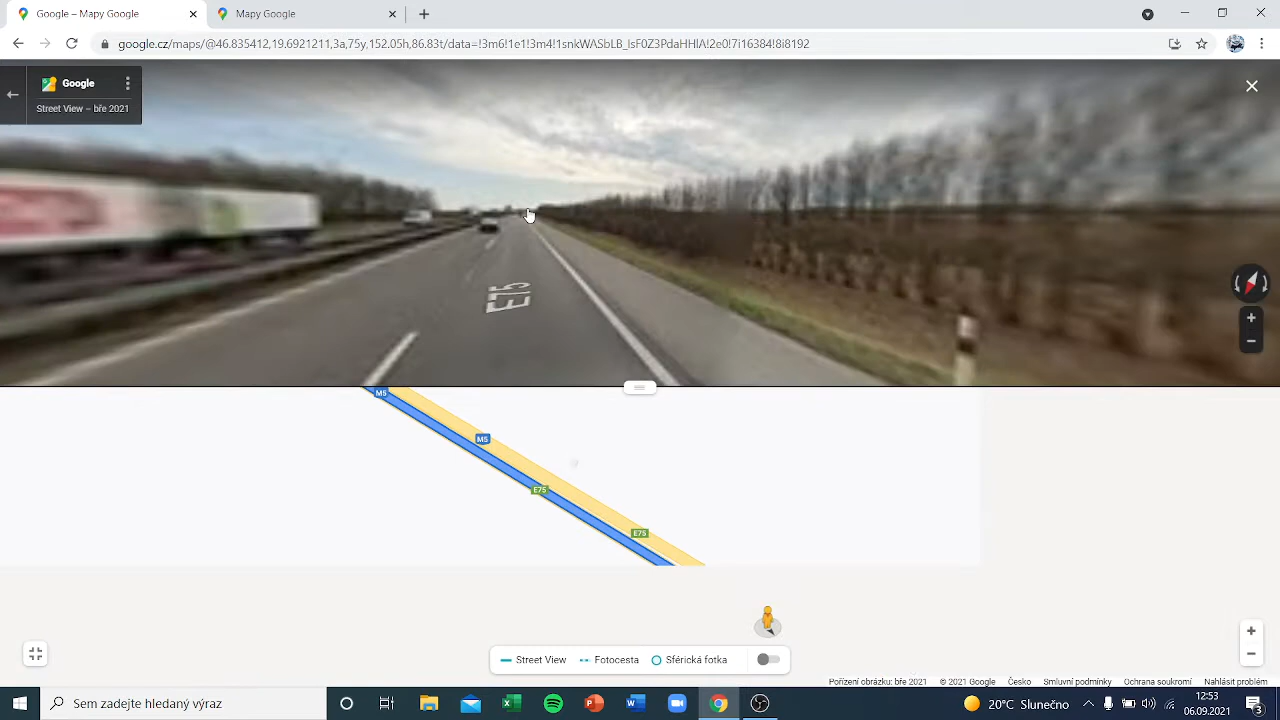 Google – Mapy Google
Mapy Google
google.cz/maps/@46.835412,19.6921211,3a,75y,152.05h,86.83t/data=!3m6!1e1!3m4!1snkWASbLB_IsF0Z3PdaHHIA!2e0!7i16384!8i8192
Google
Street View – bře 2021
E75
M5
M5
E75
E75
Street View
Fotocesta
Sférická fotka
Pořízení obrázku: bře 2021 © 2021 Google Česko Smluvní podmínky Ochrana soukromí Nahlásit problém
Sem zadejte hledaný výraz
20°C Slunečno
12:53
06.09.2021
3